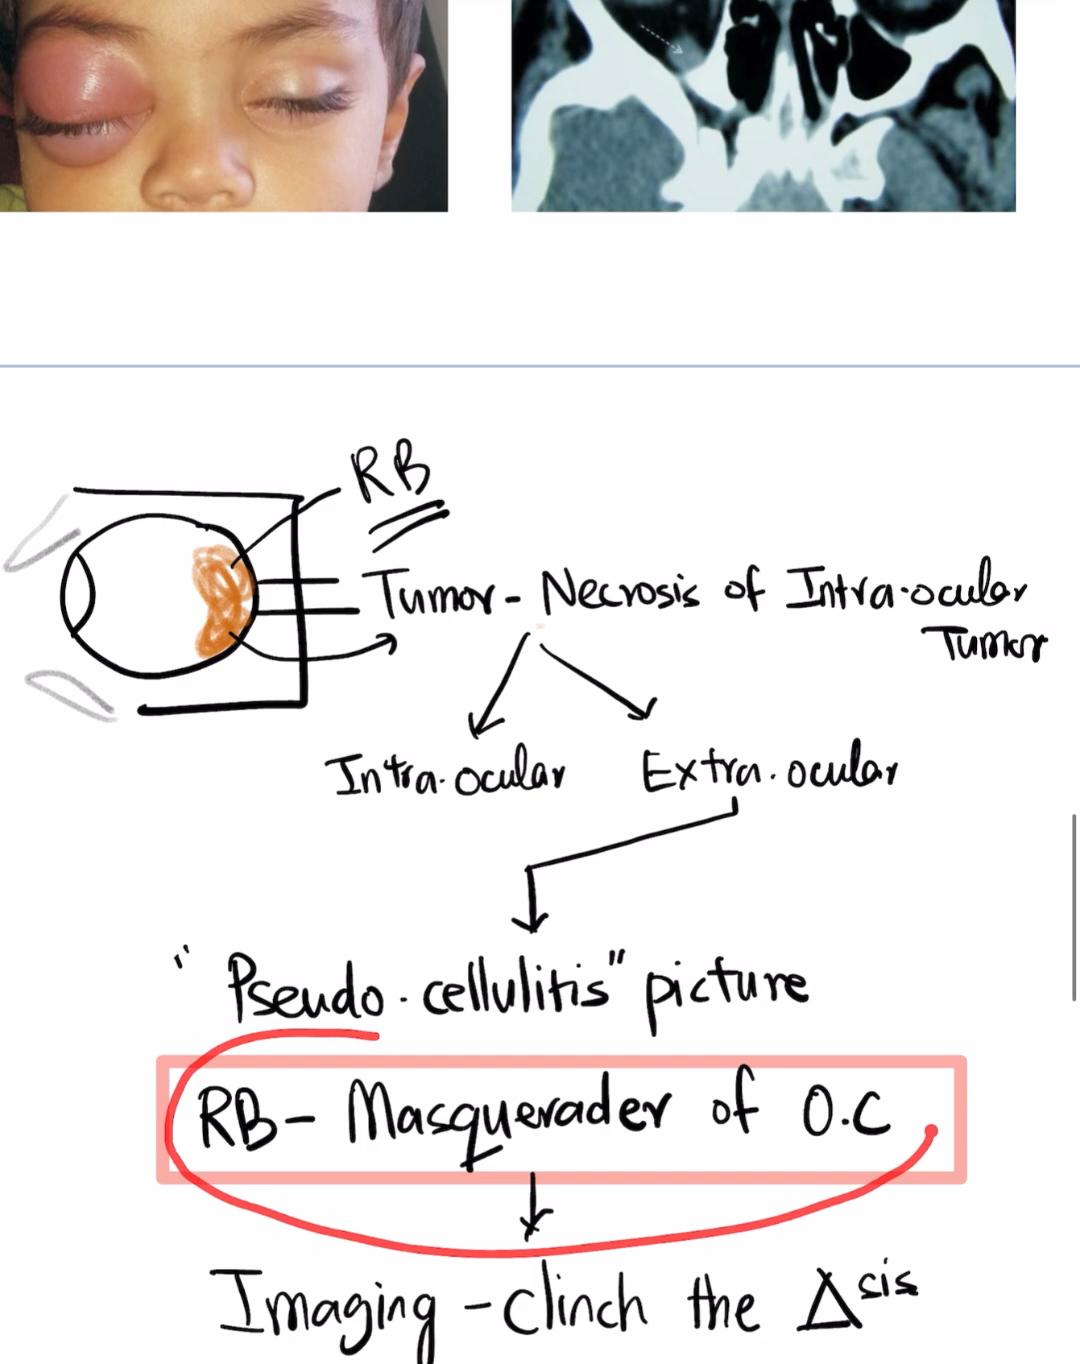 RB
Tumor - Necrosis of Intra-ocular
Tumor
Intra-ocular Extra-ocular
"Pseudo-cellulitis" picture
RB - Masquerader of O.C
Imaging - clinch the Δsis